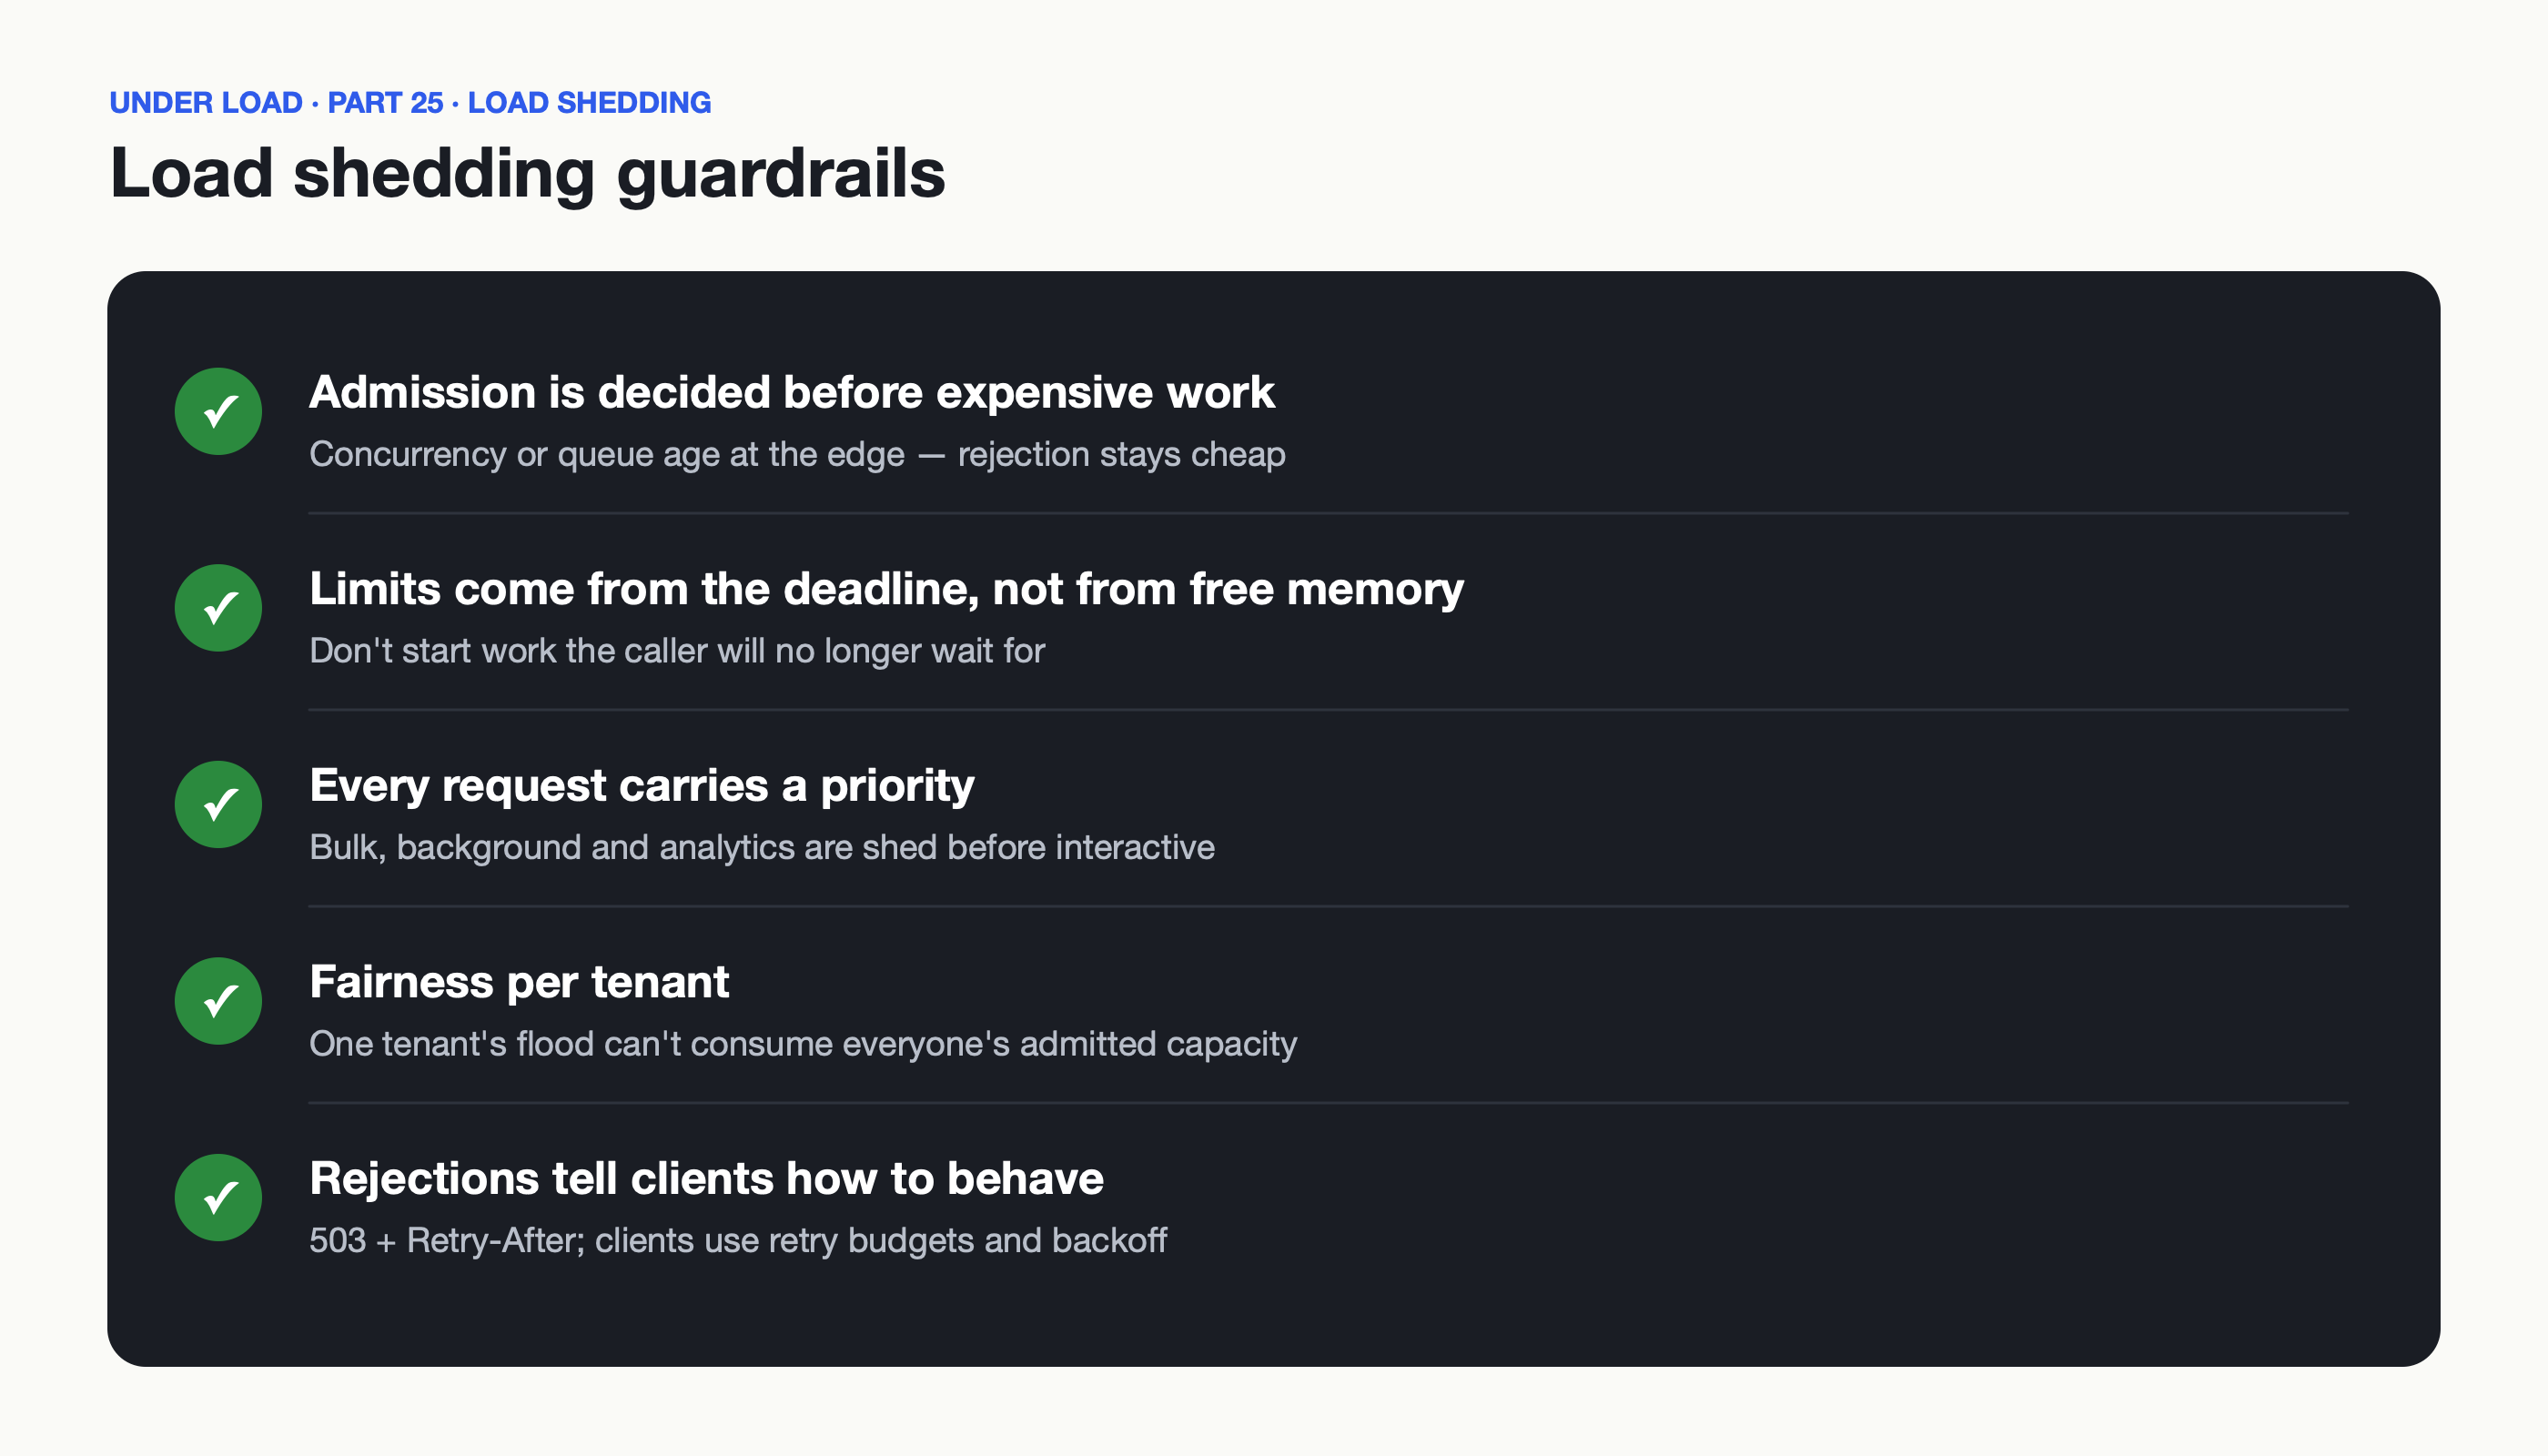 UNDER LOAD · PART 25 · LOAD SHEDDING
Load shedding guardrails
Admission is decided before expensive work
Concurrency or queue age at the edge — rejection stays cheap
Limits come from the deadline, not from free memory
Don't start work the caller will no longer wait for
Every request carries a priority
Bulk, background and analytics are shed before interactive
Fairness per tenant
One tenant's flood can't consume everyone's admitted capacity
Rejections tell clients how to behave
503 + Retry-After; clients use retry budgets and backoff